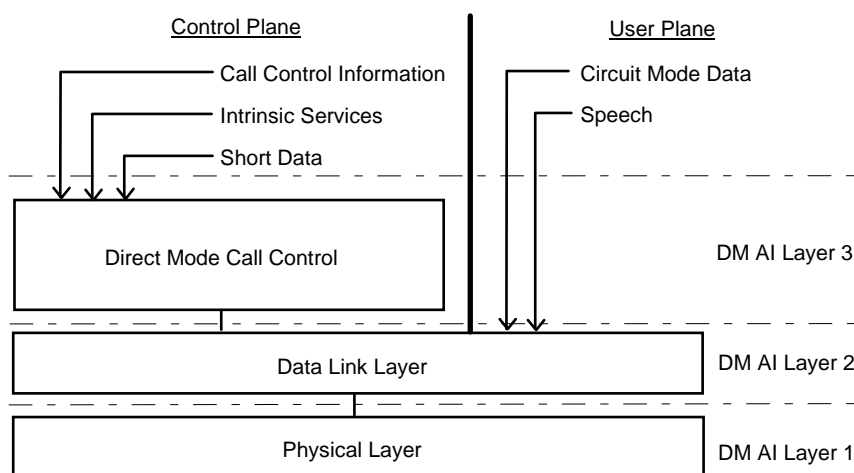 Control Plane
User Plane
Call Control Information
Circuit Mode Data
Intrinsic Services
Speech
Short Data
Direct Mode Call Control
DM AI Layer 3
Data Link Layer
DM AI Layer 2
Physical Layer
DM AI Layer 1